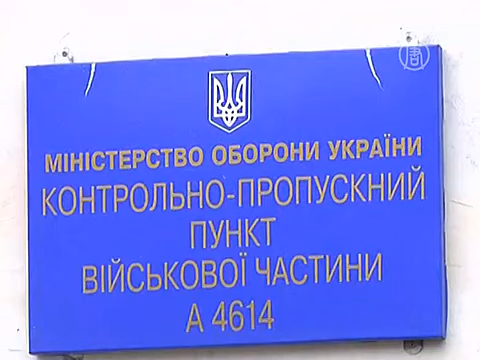 МІНІСТЕРСТВО ОБОРОНИ УКРАЇНИ
КОНТРОЛЬНО-ПРОПУСКНИЙ
ПУНКТ
ВІЙСЬКОВОЇ ЧАСТИНИ
А 4614